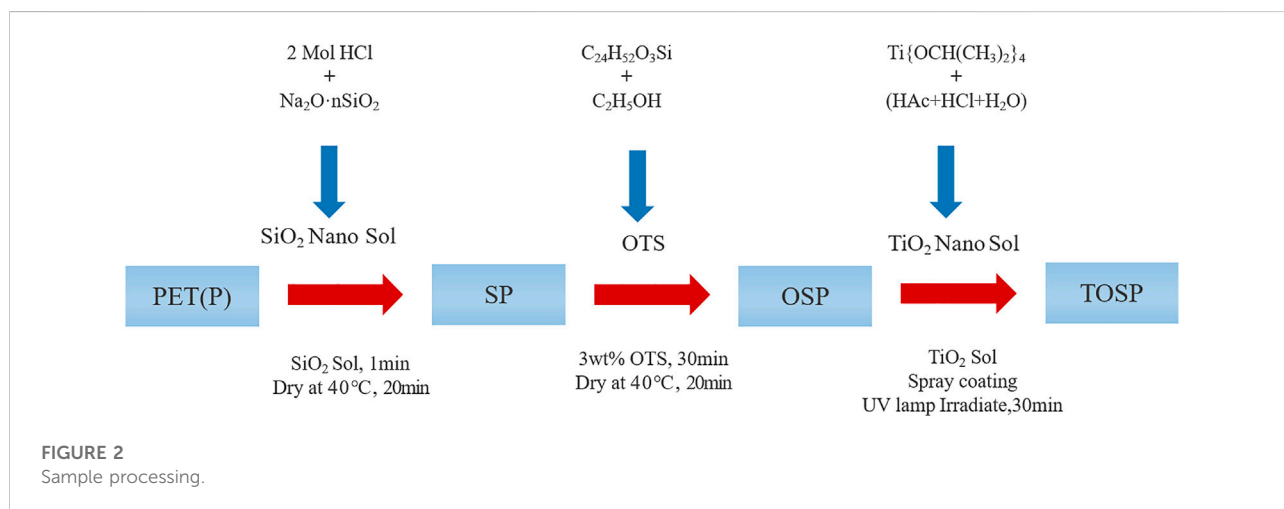 2 Mol HCl
+
Na₂O·nSiO₂
C₂₄H₅₂O₃Si
+
C₂H₅OH
Ti{OCH(CH₃)₂}₄
+
(HAc+HCl+H₂O)
SiO₂ Nano Sol
OTS
TiO₂ Nano Sol
PET(P)
SP
OSP
TOSP
SiO₂ Sol, 1min
Dry at 40°C, 20min
3wt% OTS, 30min
Dry at 40°C, 20min
TiO₂ Sol
Spray coating
UV lamp Irradiate,30min
FIGURE 2
Sample processing.